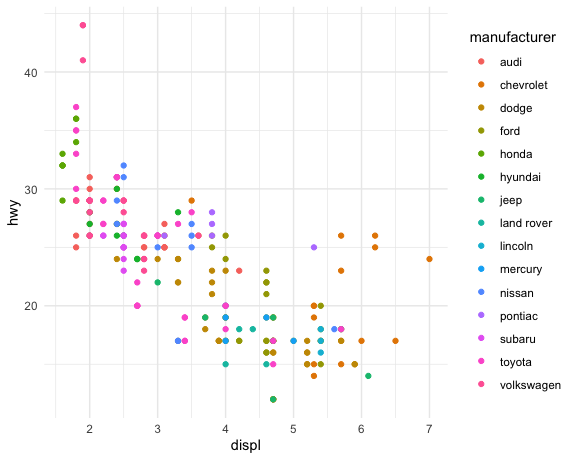 manufacturer
audi
chevrolet
dodge
ford
honda
hyundai
jeep
land rover
lincoln
mercury
nissan
pontiac
subaru
toyota
volkswagen
hwy
40
30
20
2 3 4 5 6 7
displ